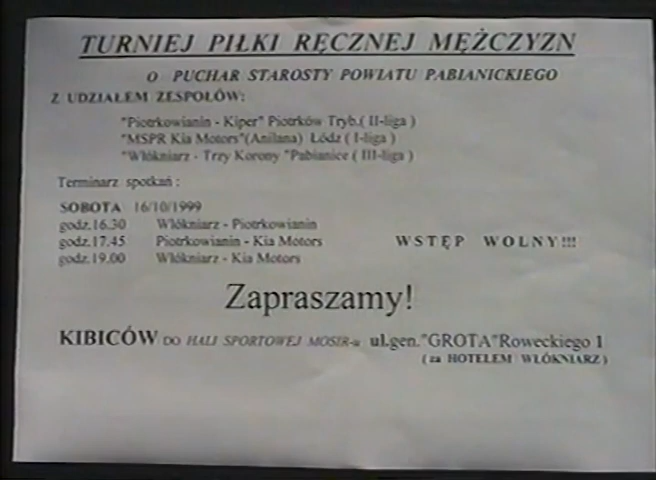 TURNIEJ PIŁKI RĘCZNEJ MĘŻCZYZN
O PUCHAR STAROSTY POWIATU PABIANICKIEGO
Z UDZIAŁEM ZESPOŁÓW:
"Piotrkowianin - Kiper" Piotrków Tryb.( II-liga )
"MSPR Kia Motors"(Anilana) Łódź ( I-liga )
"Włókniarz - Trzy Korony "Pabianice ( III-liga )
Terminarz spotkań :
SOBOTA 16/10/1999
godz.16.30 Włókniarz - Piotrkowianin
godz.17.45 Piotrkowianin - Kia Motors WSTĘP WOLNY!!!
godz.19.00 Włókniarz - Kia Motors
Zapraszamy!
KIBICÓW DO HALI SPORTOWEJ MOSIR-u ul.gen."GROTA"Roweckiego 1
( za HOTELEM WŁÓKNIARZ )